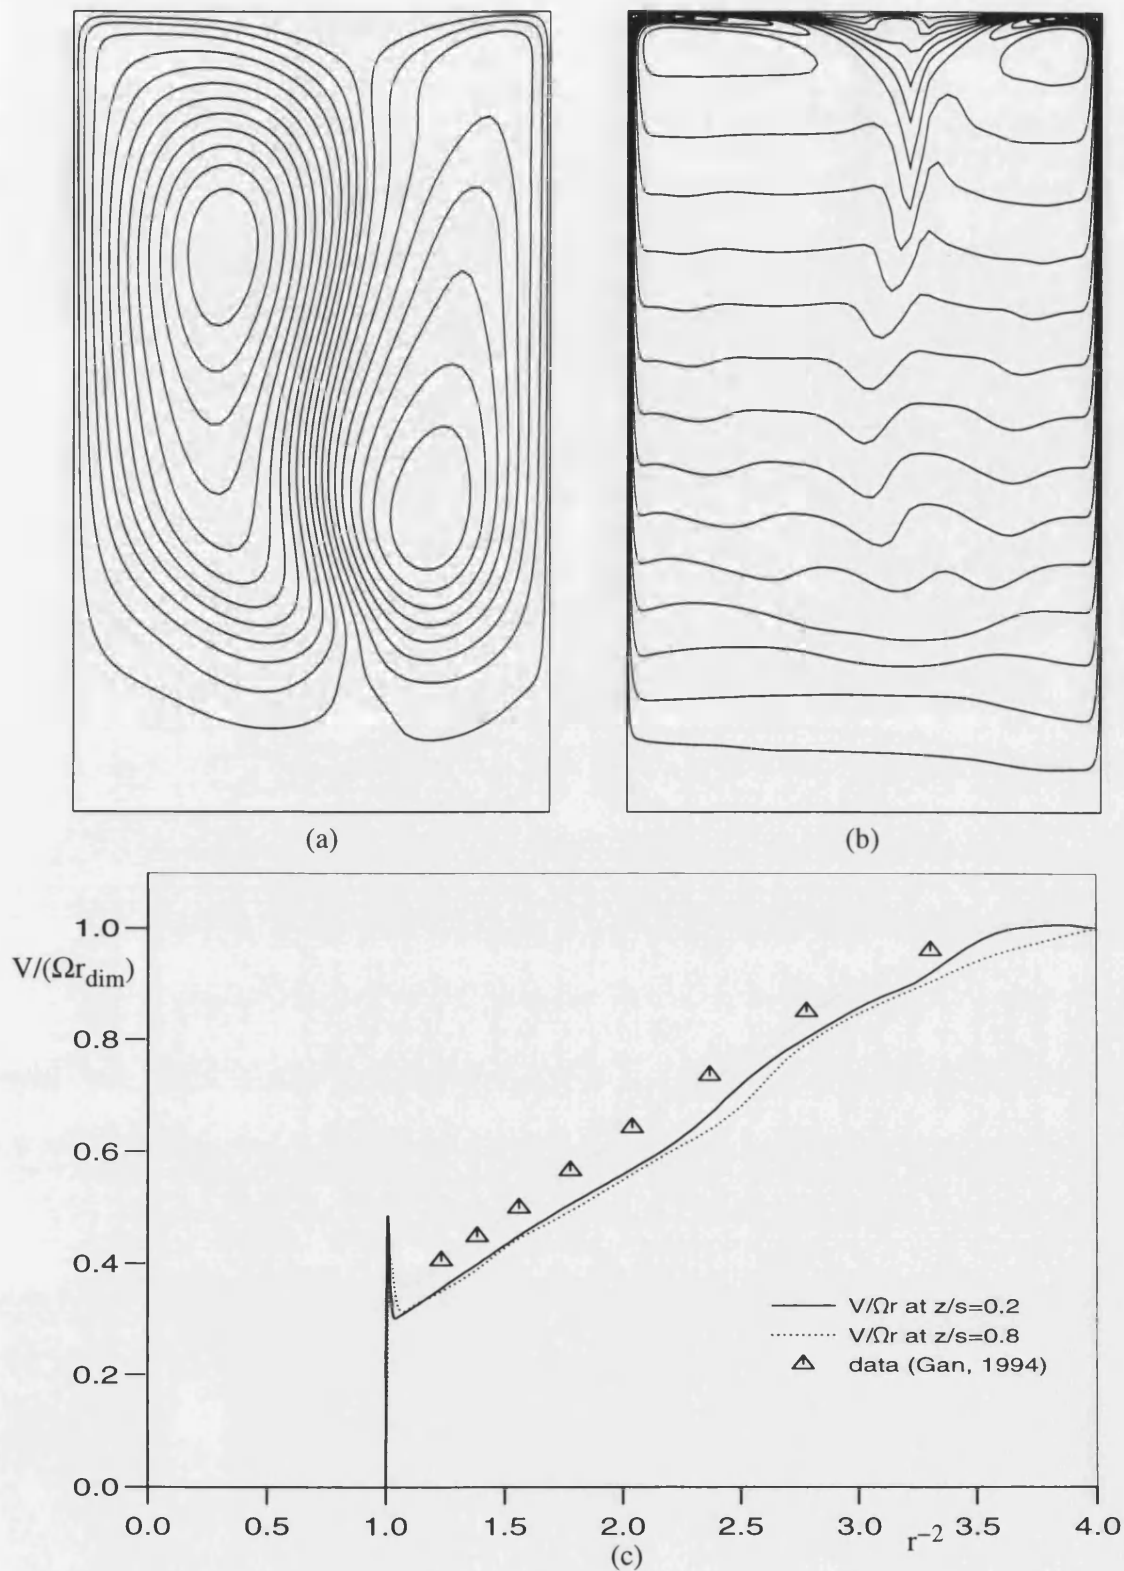 (a)
(b)
V/(Ωr_dim)
1.0
0.8
0.6
0.4
0.2
0.0
V/Ωr at z/s=0.2
V/Ωr at z/s=0.8
data (Gan, 1994)
0.0 0.5 1.0 1.5 2.0 2.5 3.0 3.5 4.0
r⁻²
(c)